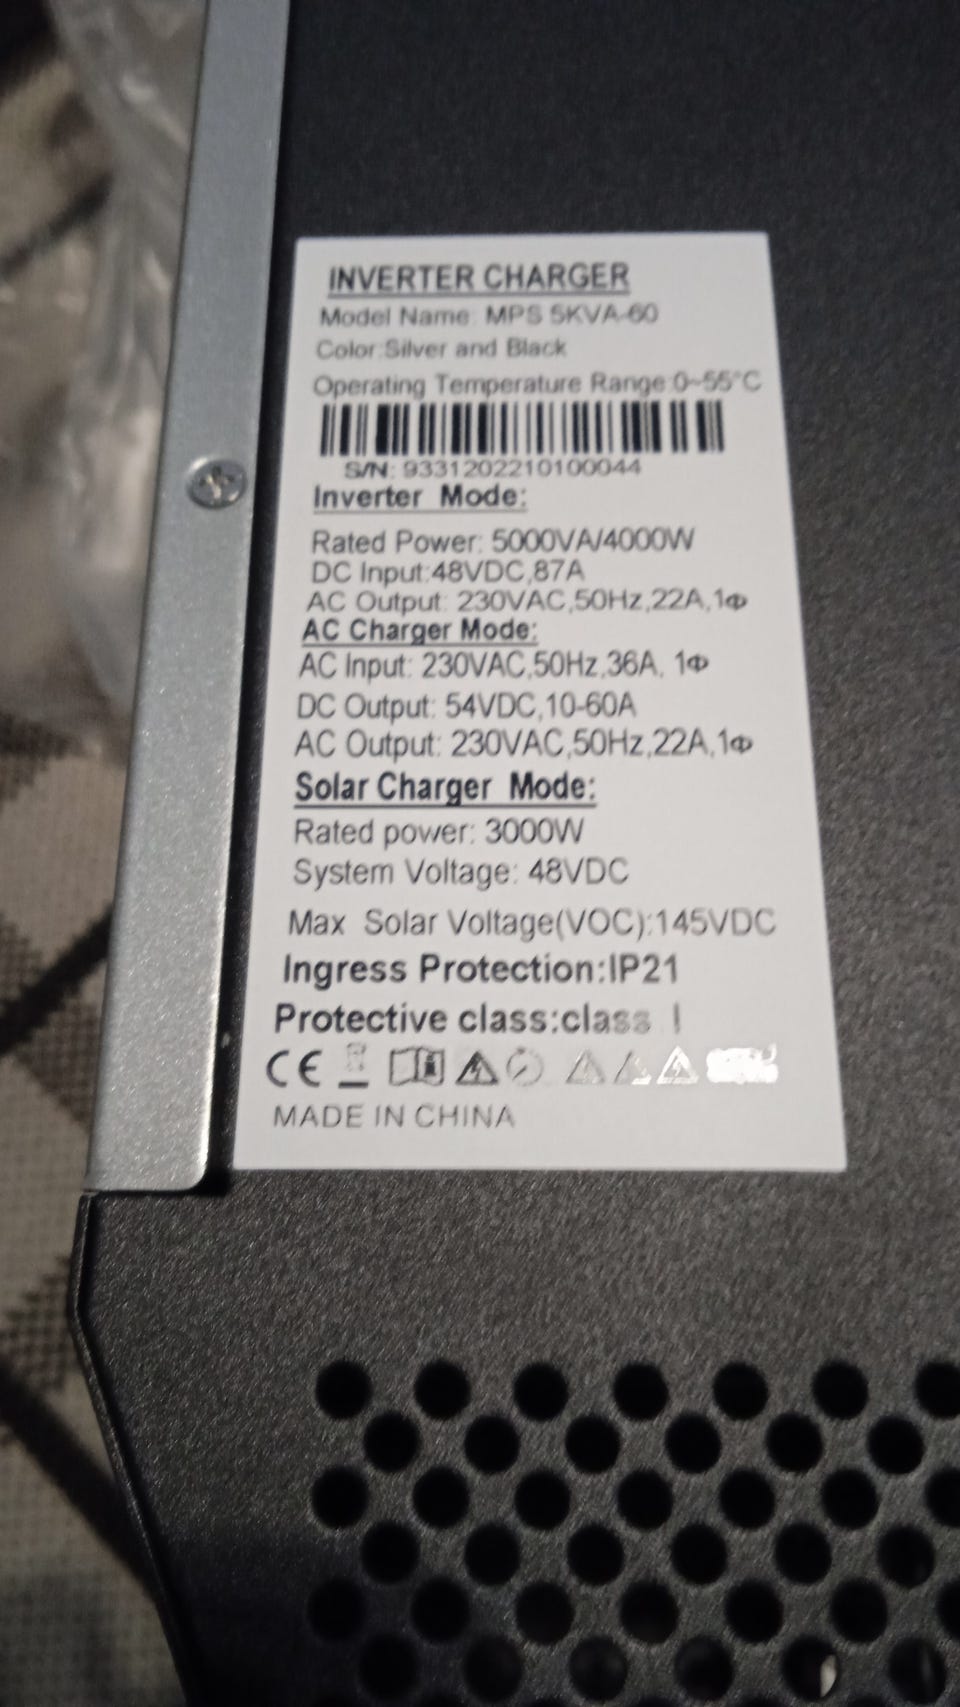 INVERTER CHARGER
Model Name: MPS 5KVA-60
Color:Silver and Black
Operating Temperature Range:0~55°C
S/N: 9331202210100044
Inverter Mode:
Rated Power: 5000VA/4000W
DC Input:48VDC,87A
AC Output: 230VAC,50Hz,22A,1Φ
AC Charger Mode:
AC Input: 230VAC,50Hz,36A, 1Φ
DC Output: 54VDC,10-60A
AC Output: 230VAC,50Hz,22A,1Φ
Solar Charger Mode:
Rated power: 3000W
System Voltage: 48VDC
Max Solar Voltage(VOC):145VDC
Ingress Protection:IP21
Protective class:class I
CE
MADE IN CHINA